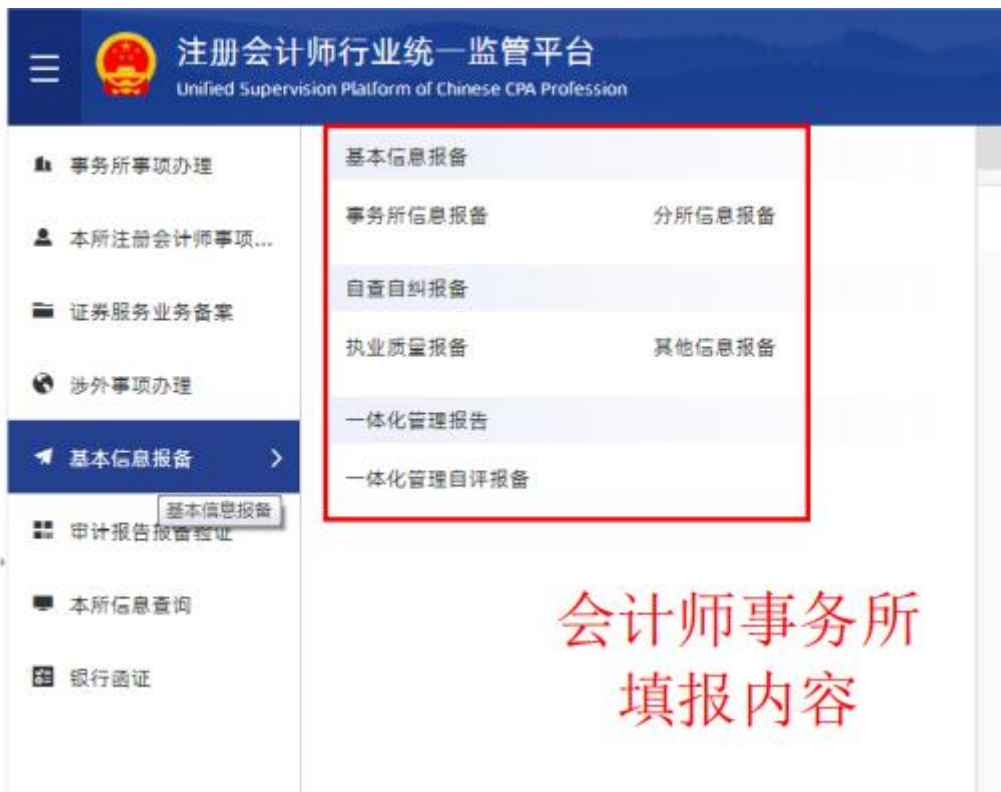 注册会计师行业统一监管平台
Unified Supervision Platform of Chinese CPA Profession
事务所事项办理
本所注册会计师事项...
证券服务业务备案
涉外事项办理
基本信息报备
基本信息报备
审计报告报备验证
本所信息查询
银行函证
基本信息报备
事务所信息报备 分所信息报备
自查自纠报备
执业质量报备 其他信息报备
一体化管理报告
一体化管理自评报备
会计师事务所
填报内容